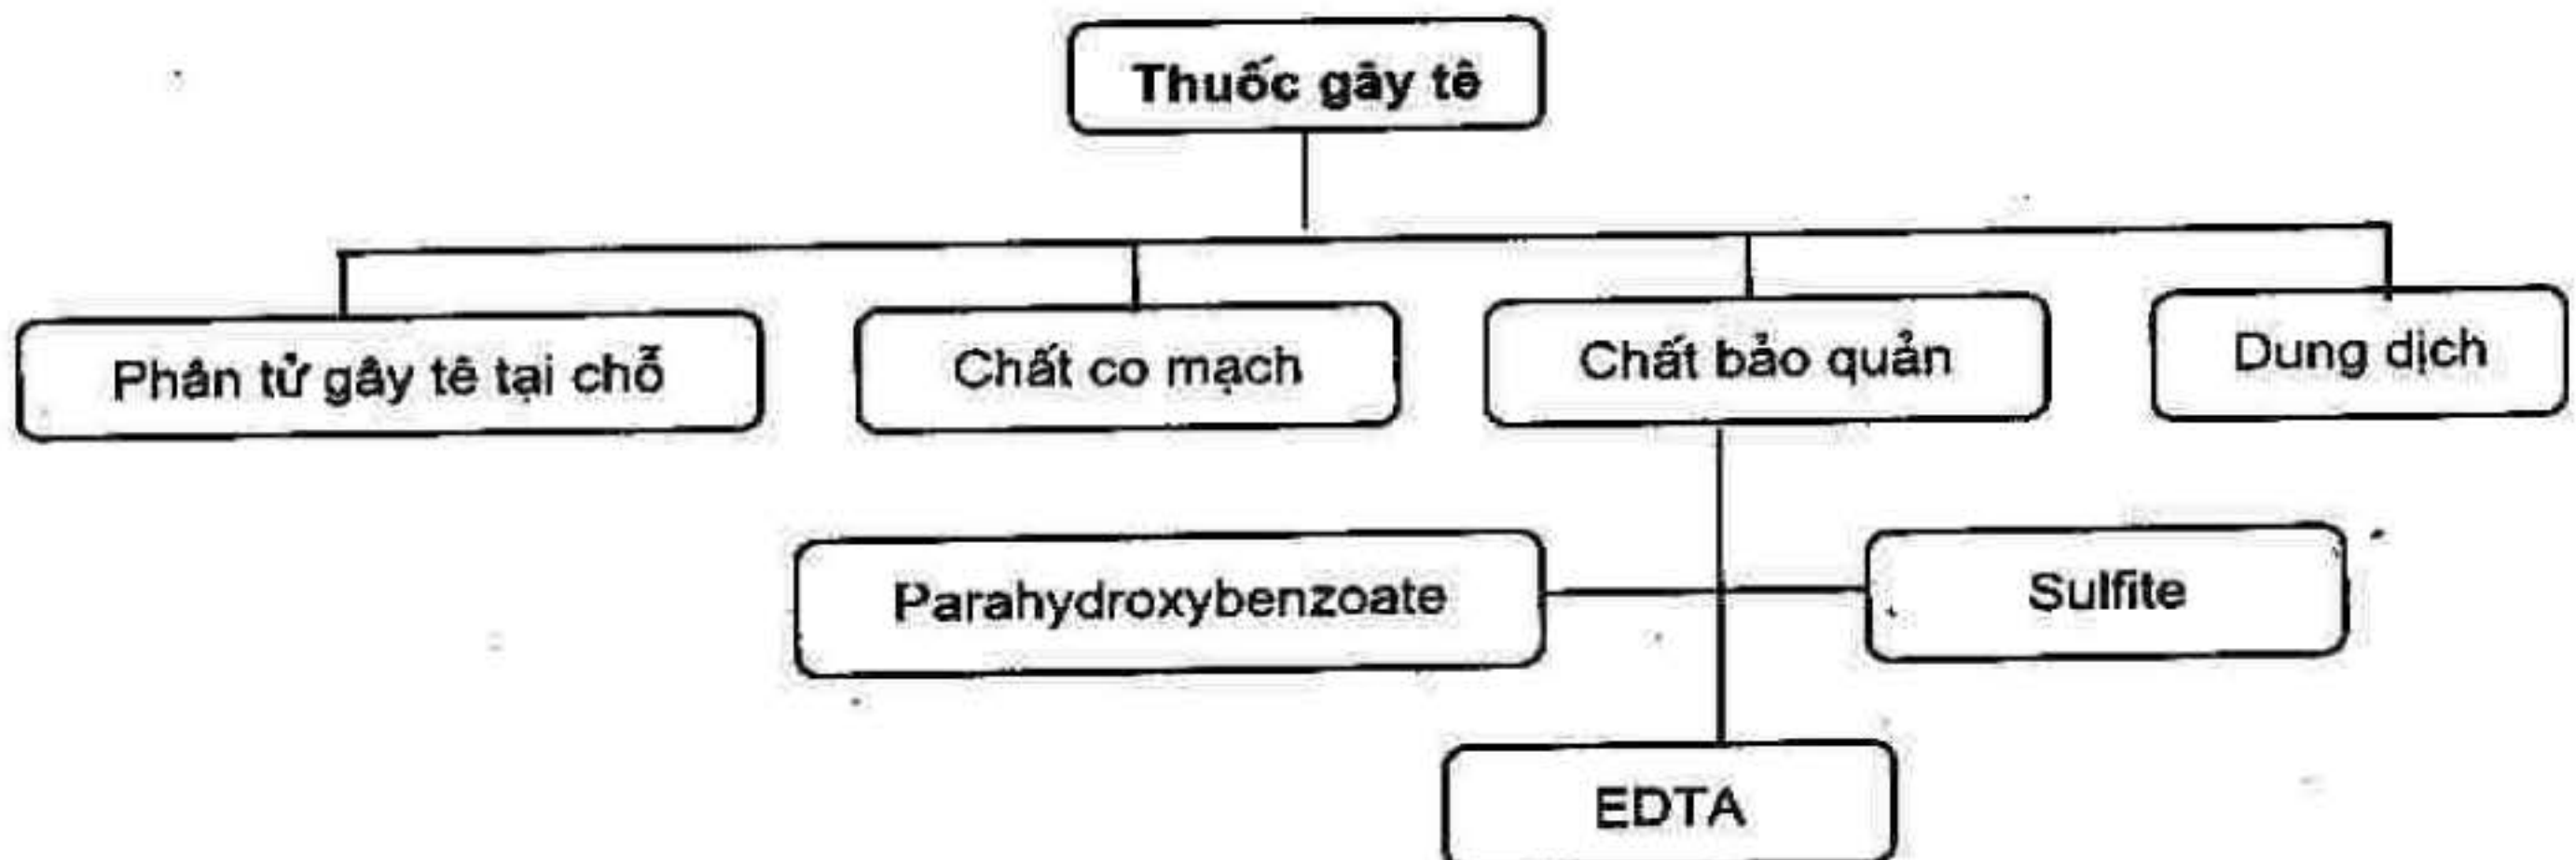 Thuốc gây tê
Phân tử gây tê tại chỗ
Chất co mạch
Chất bảo quản
Dung dịch
Parahydroxybenzoate
Sulfite
EDTA